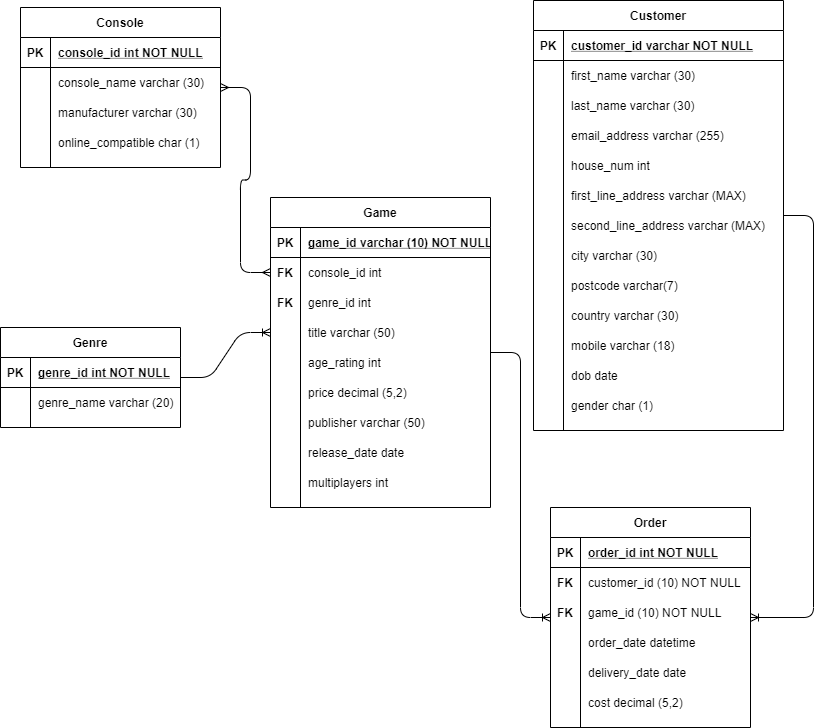 Console
PK console_id int NOT NULL
console_name varchar (30)
manufacturer varchar (30)
online_compatible char (1)
Customer
PK customer_id varchar NOT NULL
first_name varchar (30)
last_name varchar (30)
email_address varchar (255)
house_num int
first_line_address varchar (MAX)
second_line_address varchar (MAX)
city varchar (30)
postcode varchar(7)
country varchar (30)
mobile varchar (18)
dob date
gender char (1)
Game
PK game_id varchar (10) NOT NULL
FK console_id int
FK genre_id int
title varchar (50)
age_rating int
price decimal (5,2)
publisher varchar (50)
release_date date
multiplayers int
Genre
PK genre_id int NOT NULL
genre_name varchar (20)
Order
PK order_id int NOT NULL
FK customer_id (10) NOT NULL
FK game_id (10) NOT NULL
order_date datetime
delivery_date date
cost decimal (5,2)